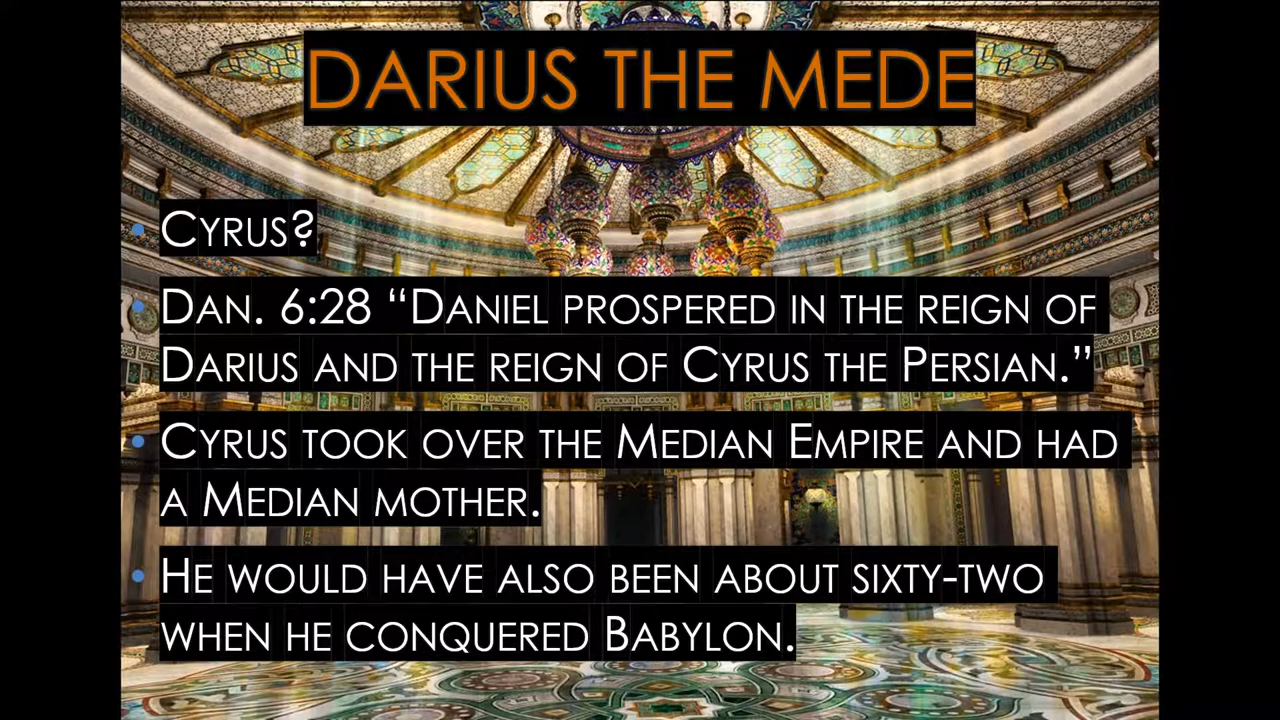 DARIUS THE MEDE
• CYRUS?
• DAN. 6:28 “DANIEL PROSPERED IN THE REIGN OF
DARIUS AND THE REIGN OF CYRUS THE PERSIAN.”
• CYRUS TOOK OVER THE MEDIAN EMPIRE AND HAD
A MEDIAN MOTHER.
• HE WOULD HAVE ALSO BEEN ABOUT SIXTY-TWO
WHEN HE CONQUERED BABYLON.